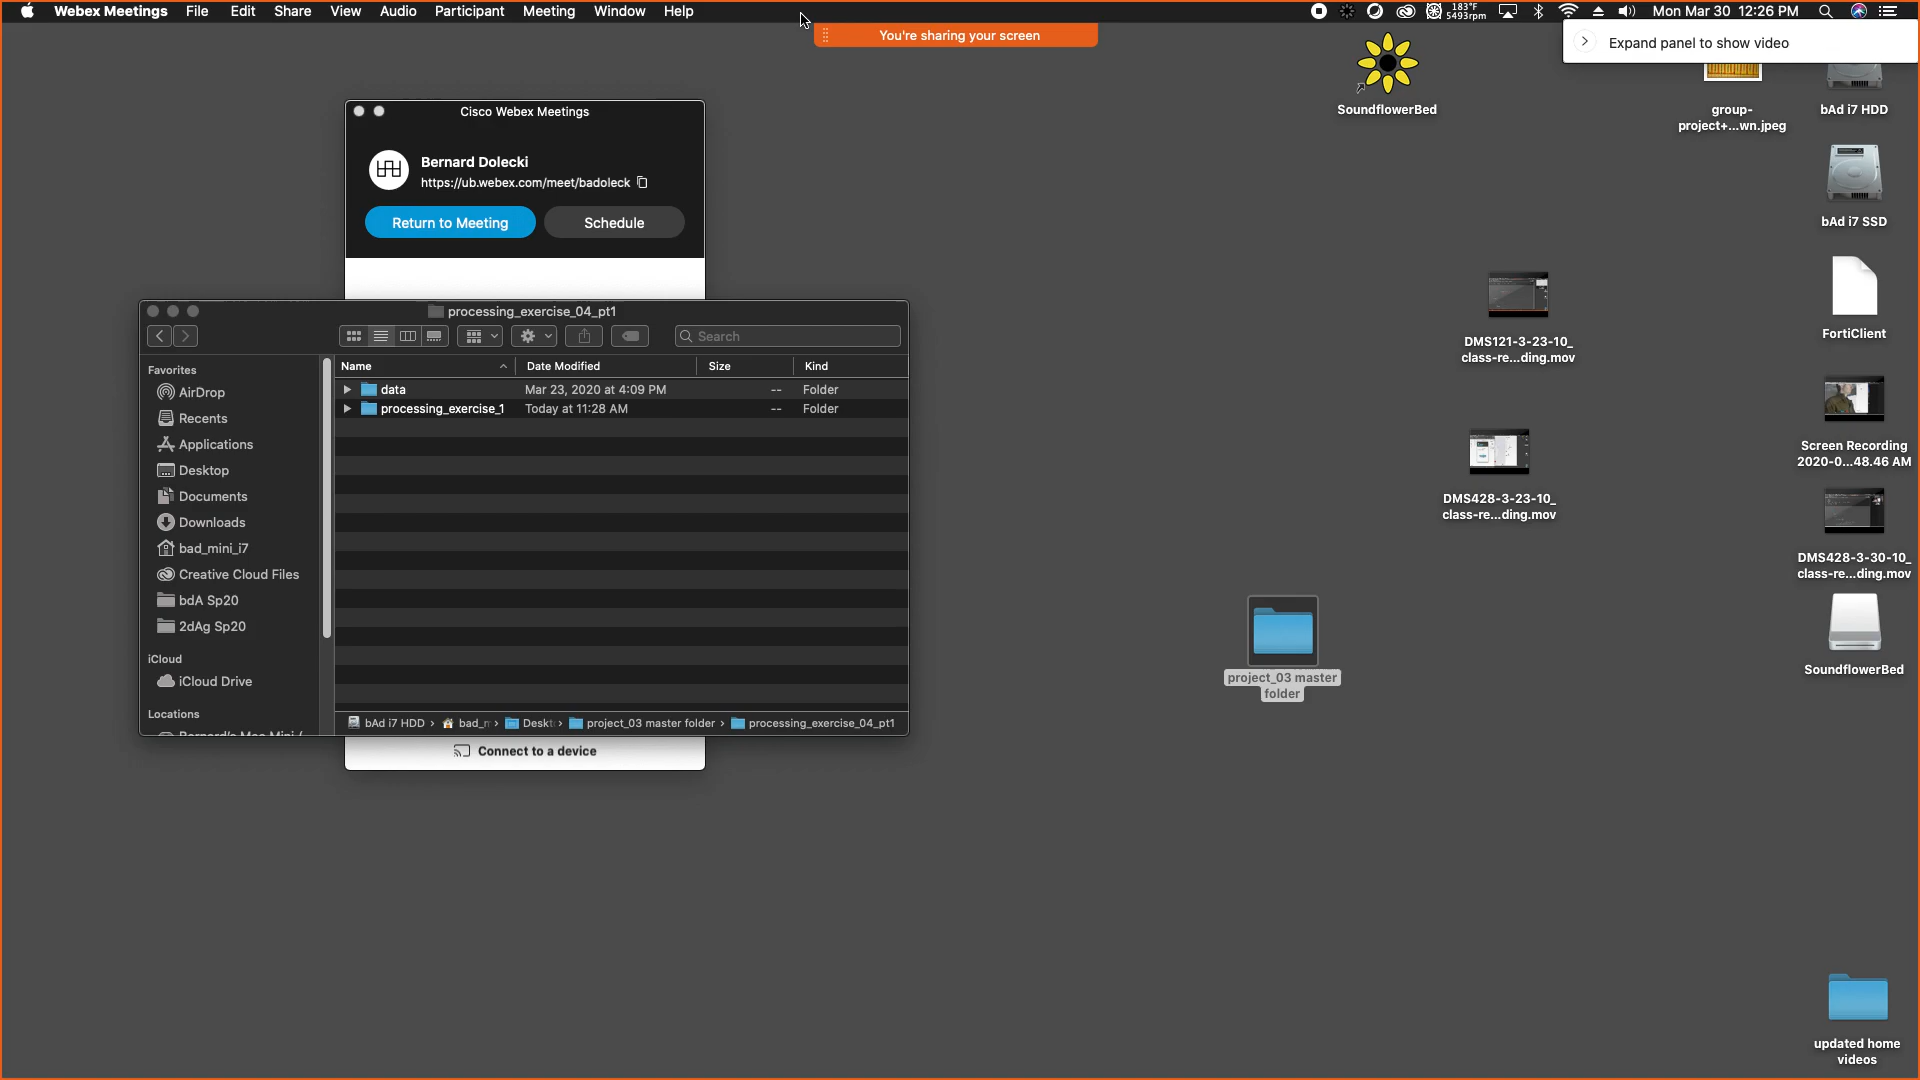 Webex Meetings File Edit Share View Audio Participant Meeting Window Help
183°F
5493rpm
Mon Mar 30 12:26 PM
You're sharing your screen
Expand panel to show video
SoundflowerBed
group-
project+...wn.jpeg
bAd i7 HDD
Cisco Webex Meetings
Bernard Dolecki
https://ub.webex.com/meet/badoleck
Return to Meeting
Schedule
bAd i7 SSD
processing_exercise_04_pt1
Search
Name Date Modified Size Kind
data Mar 23, 2020 at 4:09 PM -- Folder
processing_exercise_1 Today at 11:28 AM -- Folder
Favorites
AirDrop
Recents
Applications
Desktop
Documents
Downloads
bad_mini_i7
Creative Cloud Files
bdA Sp20
2dAg Sp20
iCloud
iCloud Drive
Locations
bAd i7 HDD › bad_m › Deskt › project_03 master folder › processing_exercise_04_pt1
Connect to a device
DMS121-3-23-10_
class-re...ding.mov
FortiClient
DMS428-3-23-10_
class-re...ding.mov
Screen Recording
2020-0...48.46 AM
DMS428-3-30-10_
class-re...ding.mov
project_03 master
folder
SoundflowerBed
updated home
videos